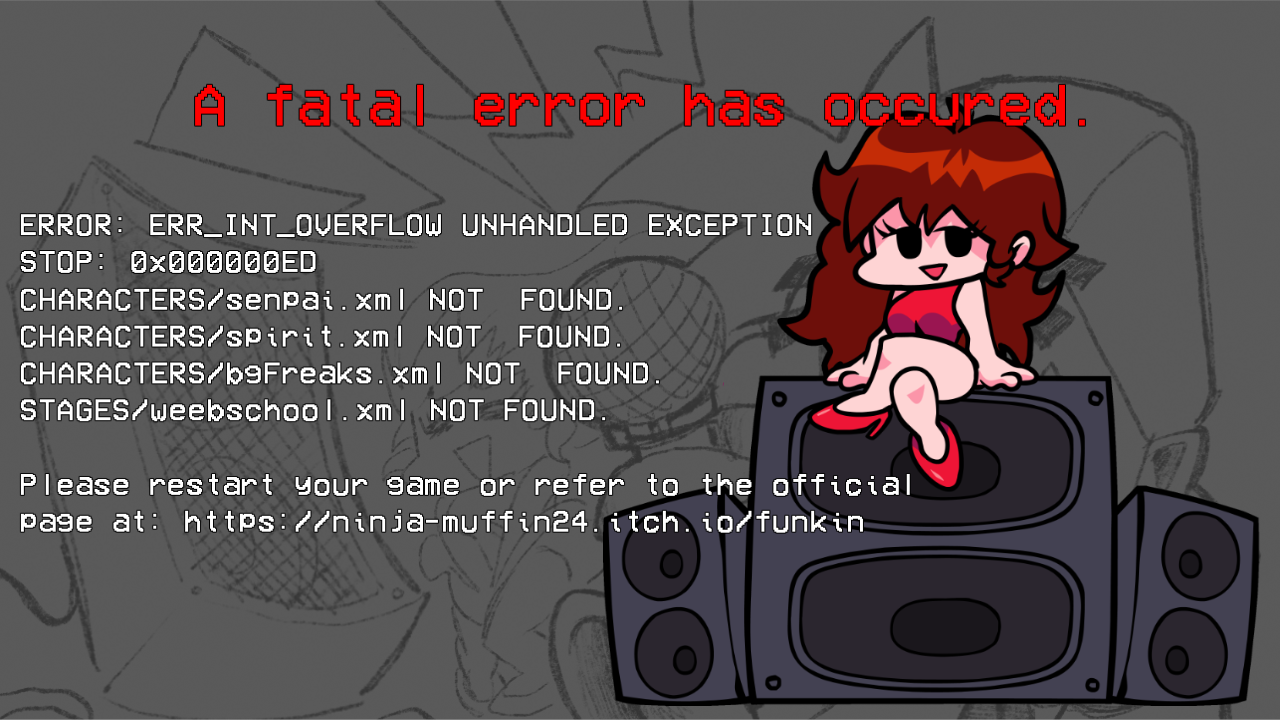 A fatal error has occured.
ERROR: ERR_INT_OVERFLOW UNHANDLED EXCEPTION
STOP: 0x000000ED
CHARACTERS/senpai.xml NOT FOUND.
CHARACTERS/spirit.xml NOT FOUND.
CHARACTERS/bgFreaks.xml NOT FOUND.
STAGES/weebschool.xml NOT FOUND.
Please restart your game or refer to the official
page at: https://ninja-muffin24.itch.io/funkin